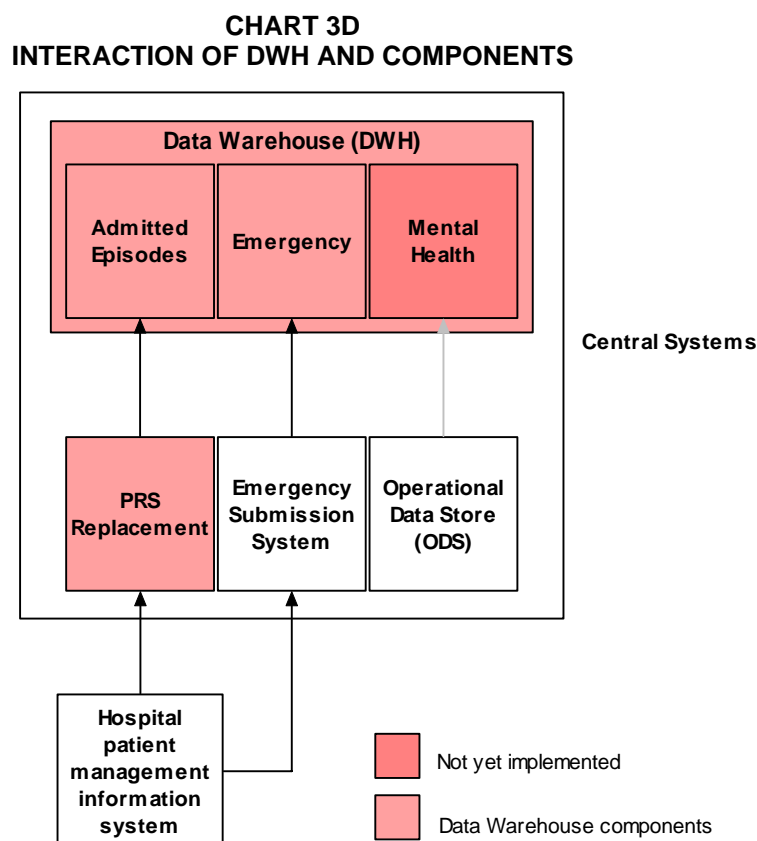 CHART 3D
INTERACTION OF DWH AND COMPONENTS
Data Warehouse (DWH)
Admitted
Episodes
Emergency
Mental
Health
Central Systems
PRS
Replacement
Emergency
Submission
System
Operational
Data Store
(ODS)
Hospital
patient
management
information
system
Not yet implemented
Data Warehouse components